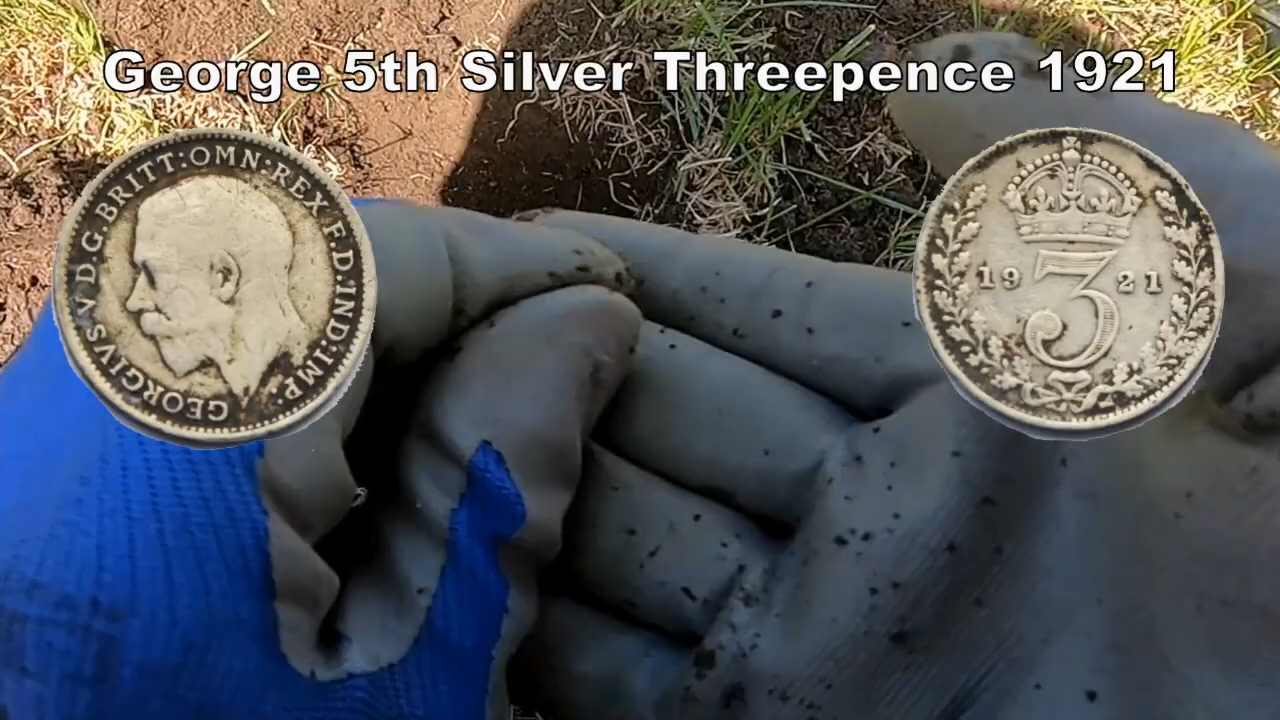 George 5th Silver Threepence 1921
GEORGIVS V D.G.BRITT:OMN:REX F.D.IND:IMP:
19 3 21